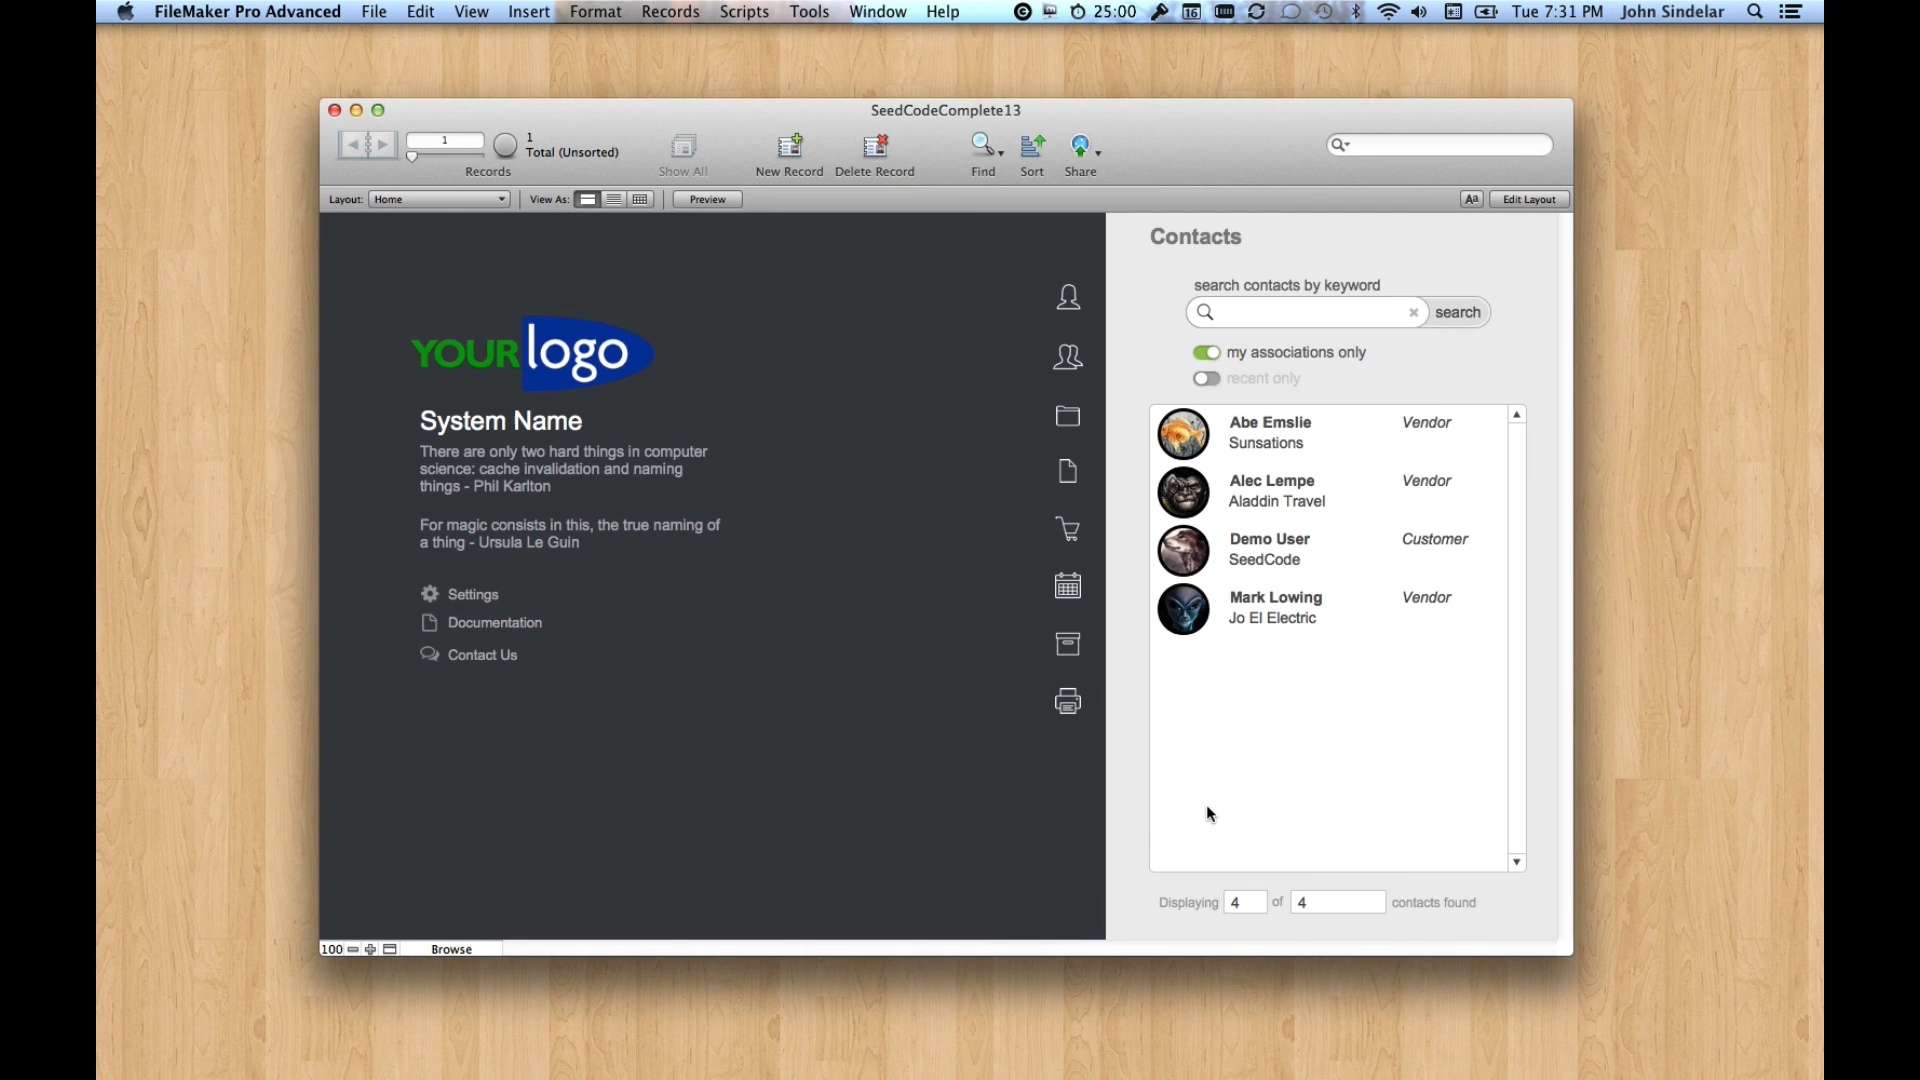 FileMaker Pro Advanced File Edit View Insert Format Records Scripts Tools Window Help 25:00 16 Tue 7:31 PM John Sindelar
SeedCodeComplete13
1
1
Total (Unsorted)
Records
Show All
New Record
Delete Record
Find
Sort
Share
Layout: Home
View As:
Preview
Aa
Edit Layout
YOUR logo
System Name
There are only two hard things in computer
science: cache invalidation and naming
things - Phil Karlton
For magic consists in this, the true naming of
a thing - Ursula Le Guin
Settings
Documentation
Contact Us
Contacts
search contacts by keyword
search
my associations only
recent only
Abe Emslie Vendor
Sunsations
Alec Lempe Vendor
Aladdin Travel
Demo User Customer
SeedCode
Mark Lowing Vendor
Jo El Electric
Displaying 4 of 4 contacts found
100 Browse